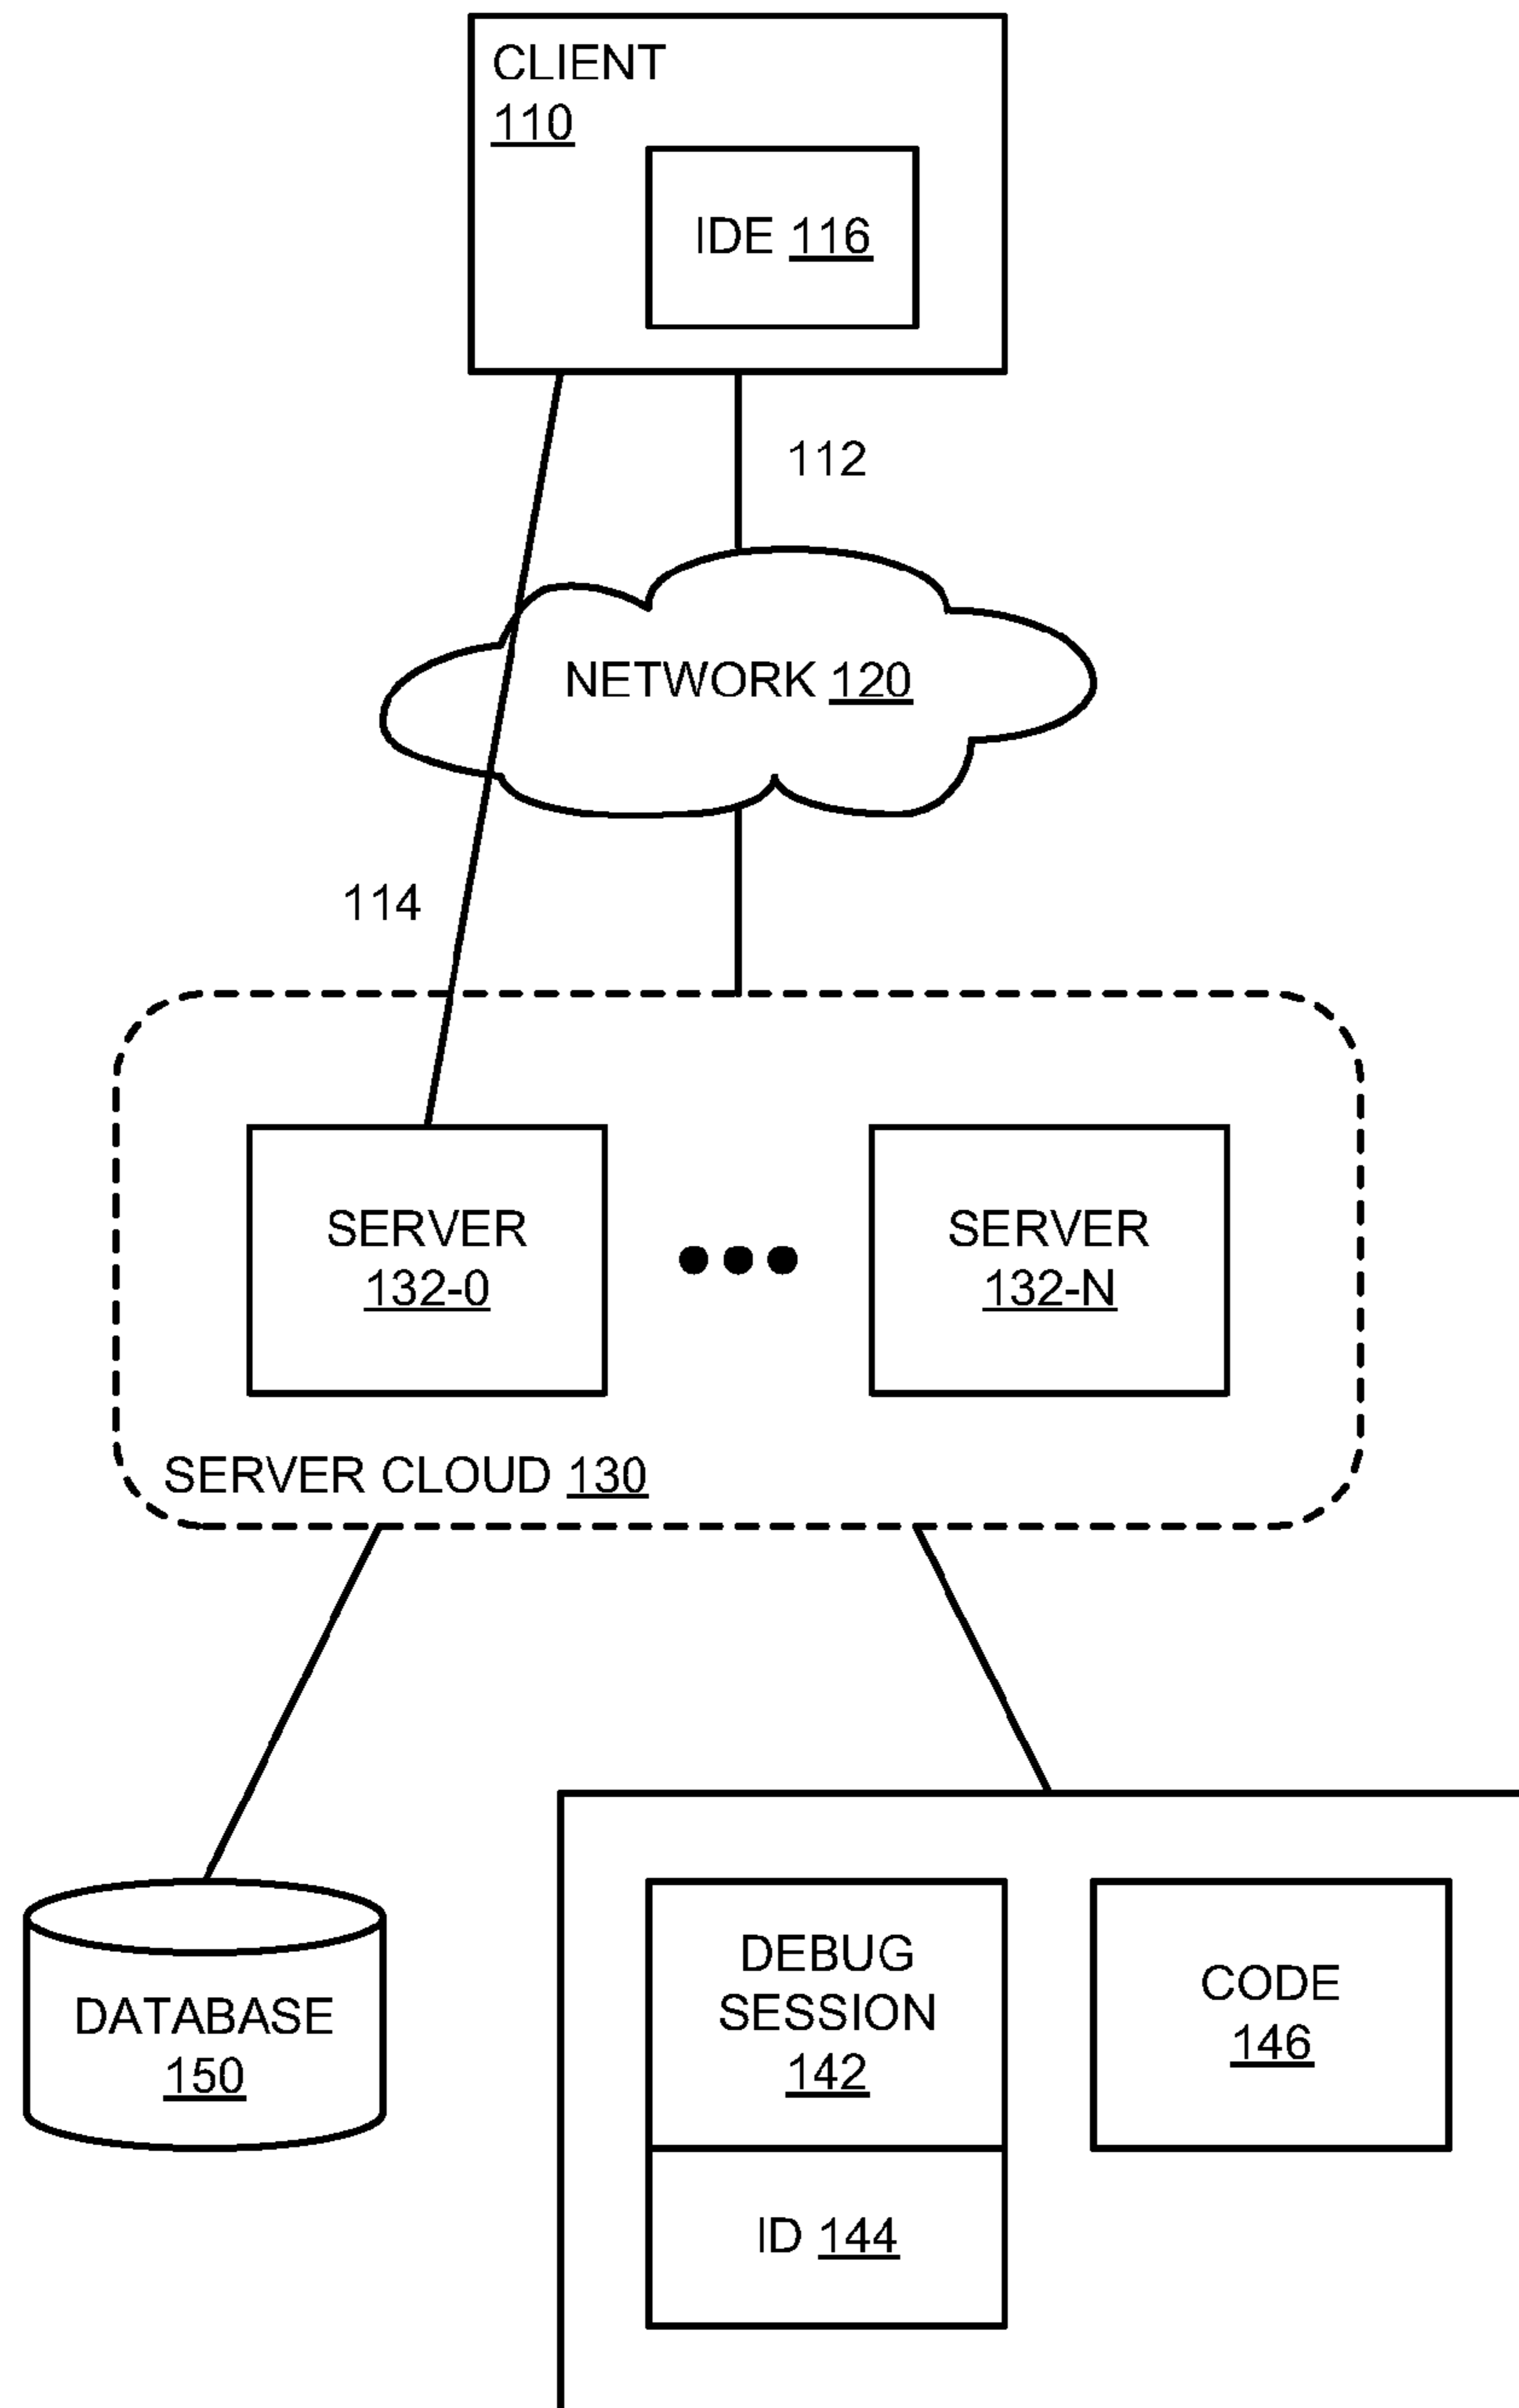 CLIENT
110
IDE 116
112
NETWORK 120
114
SERVER
132-0
SERVER
132-N
SERVER CLOUD 130
DATABASE
150
DEBUG
SESSION
142
ID 144
CODE
146